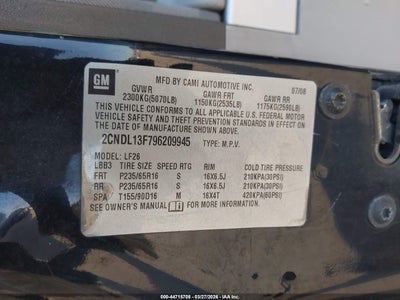 GM
MFD. BY CAMI AUTOMOTIVE INC. 07/08
GVWR GAWR FRT GAWR RR
2300KG(5070LB) 1150KG(2535LB) 1175KG(2590LB)
THIS VEHICLE CONFORMS TO ALL APPLICABLE U.S. FEDERAL MOTOR
VEHICLE SAFETY AND THEFT PREVENTION STANDARDS IN EFFECT ON
THE DATE OF MANUFACTURE SHOWN ABOVE.
2CNDL13F796209945 TYPE: M.P.V.
MODEL: LF26
LBB3 TIRE SIZE SPEED RTG RIM COLD TIRE PRESSURE
FRT P235/65R16 S 16X6.5J 210KPA(30PSI)
RR P235/65R16 S 16X6.5J 210KPA(30PSI)
SPA T155/90D16 M 16X4T 420KPA(60PSI)
SEE OWNER'S MANUAL FOR MORE INFORMATION.
© 44715708 - 03/27/2026 - IAA Inc.